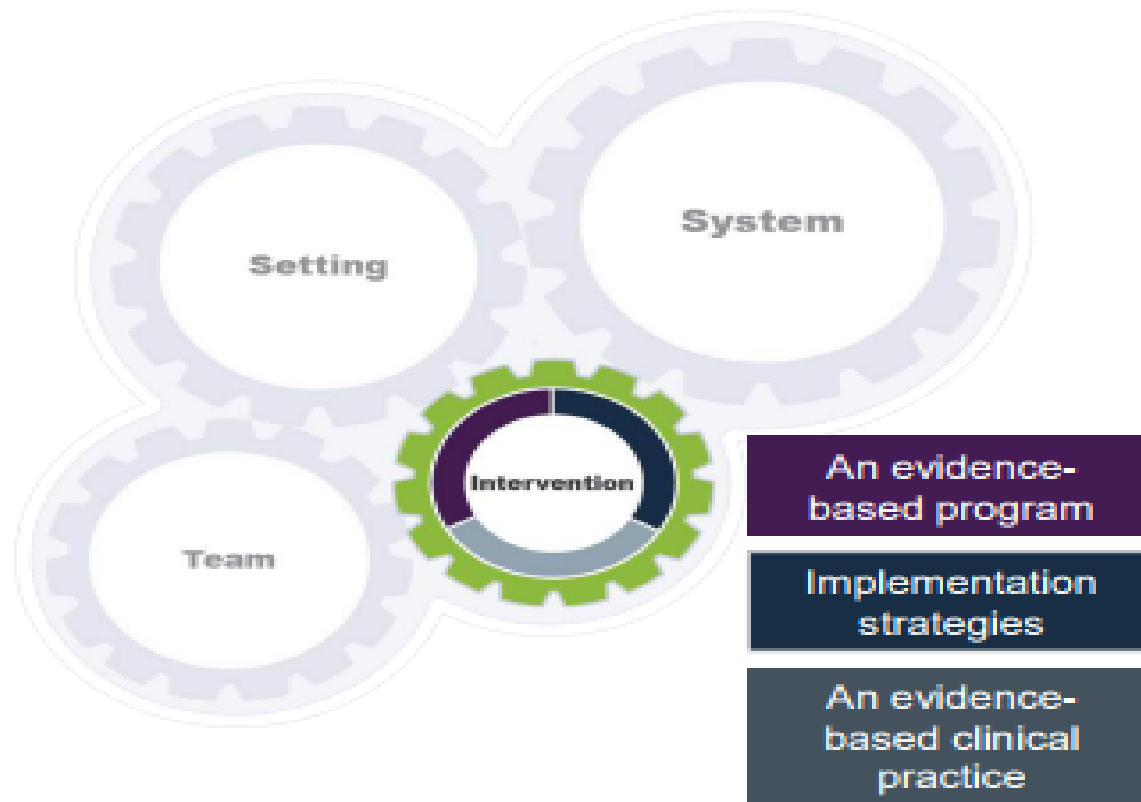 System
Setting
Intervention
Team
An evidence-
based program
Implementation
strategies
An evidence-
based clinical
practice